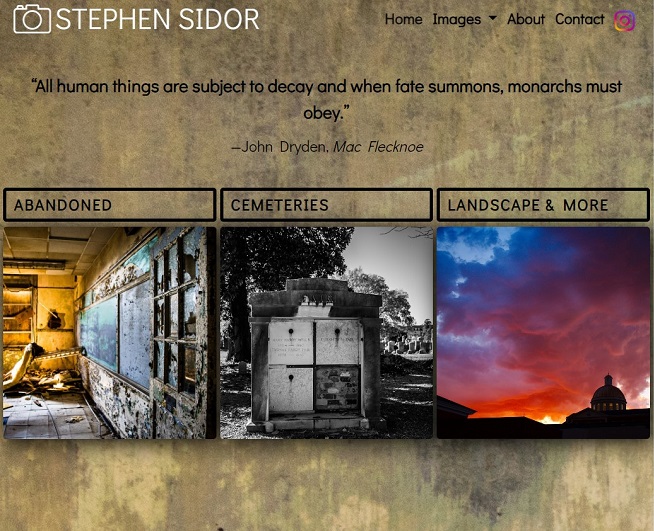 STEPHEN SIDOR
Home Images About Contact
“All human things are subject to decay and when fate summons, monarchs must
obey.”
—John Dryden, Mac Flecknoe
ABANDONED
CEMETERIES
LANDSCAPE & MORE